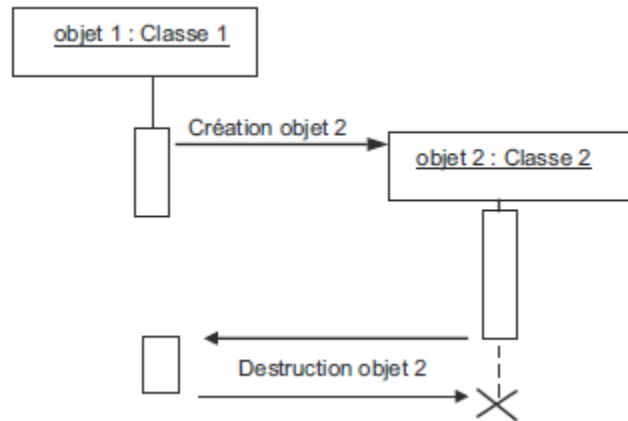 objet 1 : Classe 1
Création objet 2
objet 2 : Classe 2
Destruction objet 2